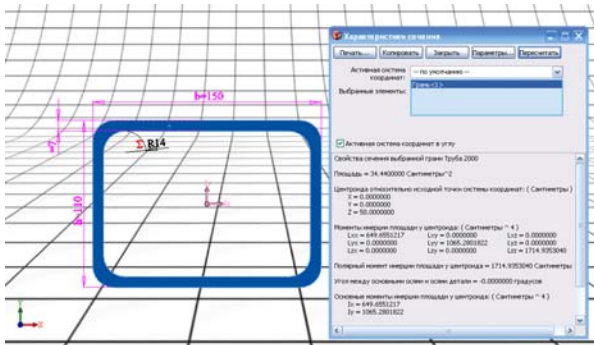 b=150
R14
h=110
Характеристики сечения
Печать... Копировать Закрыть Параметры... Пересчитать
Активная система координат:
-- по умолчанию --
Выбранные элементы:
Грань<1>
Активная система координат в углу
Свойства сечения выбранной грани Труба 2000
Площадь = 34.4400000 Сантиметры^2
Центроида относительно исходной точки системы координат: ( Сантиметры )
X = 0.0000000
Y = 0.0000000
Z = 50.0000000
Моменты инерции площади у центроида: ( Сантиметры ^ 4 )
Lxx = 649.6551217 Lxy = 0.0000000 Lxz = 0.0000000
Lyx = 0.0000000 Lyy = 1065.2801822 Lyz = 0.0000000
Lzx = 0.0000000 Lzy = 0.0000000 Lzz = 1714.9353040
Полярный момент инерции площади у центроида = 1714.9353040 Сантиметры
Угол между основными осями и осями детали = -0.0000000 градусов
Основные моменты инерции площади у центроида: ( Сантиметры ^ 4 )
Ix = 649.6551217
Iy = 1065.2801822